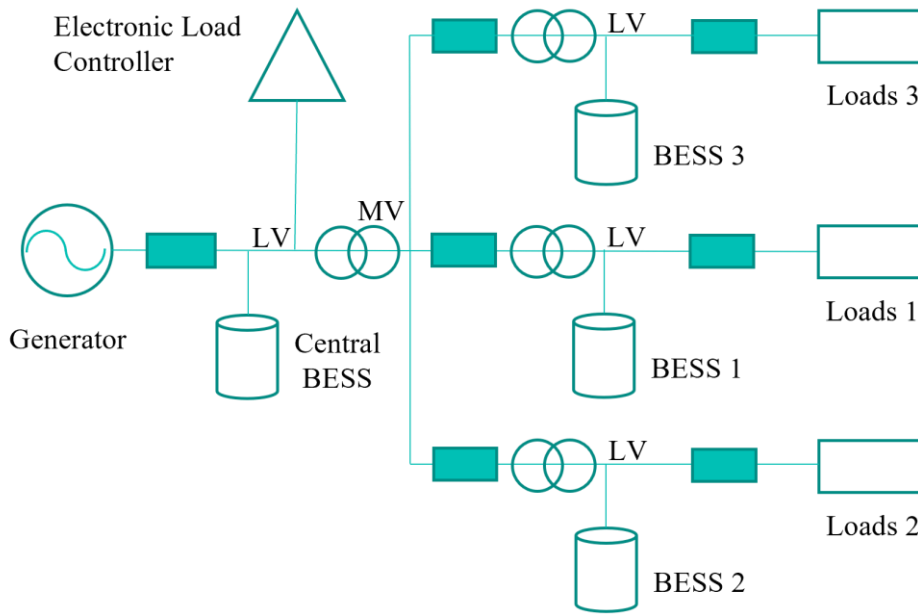 Electronic Load
Controller
LV
Loads 3
BESS 3
MV
LV
LV
Generator
Central
BESS
BESS 1
Loads 1
LV
Loads 2
BESS 2